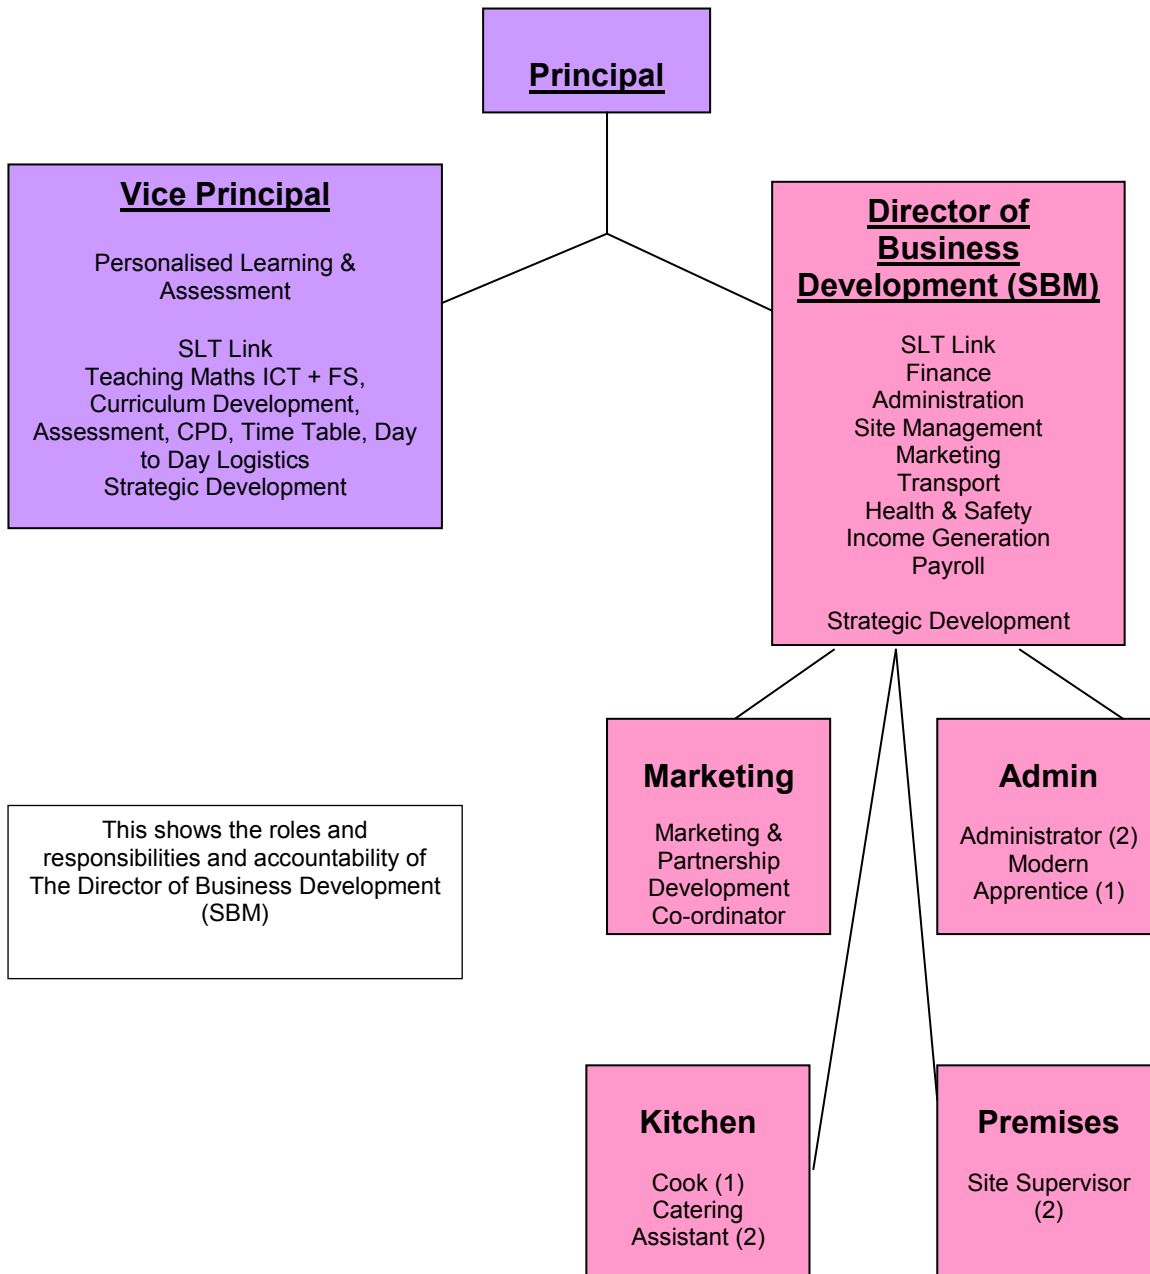 Principal
Vice Principal
Personalised Learning &
Assessment
SLT Link
Teaching Maths ICT + FS,
Curriculum Development,
Assessment, CPD, Time Table, Day
to Day Logistics
Strategic Development
Director of
Business
Development (SBM)
SLT Link
Finance
Administration
Site Management
Marketing
Transport
Health & Safety
Income Generation
Payroll
Strategic Development
Marketing
Marketing &
Partnership
Development
Co-ordinator
Admin
Administrator (2)
Modern
Apprentice (1)
This shows the roles and
responsibilities and accountability of
The Director of Business Development
(SBM)
Kitchen
Cook (1)
Catering
Assistant (2)
Premises
Site Supervisor
(2)